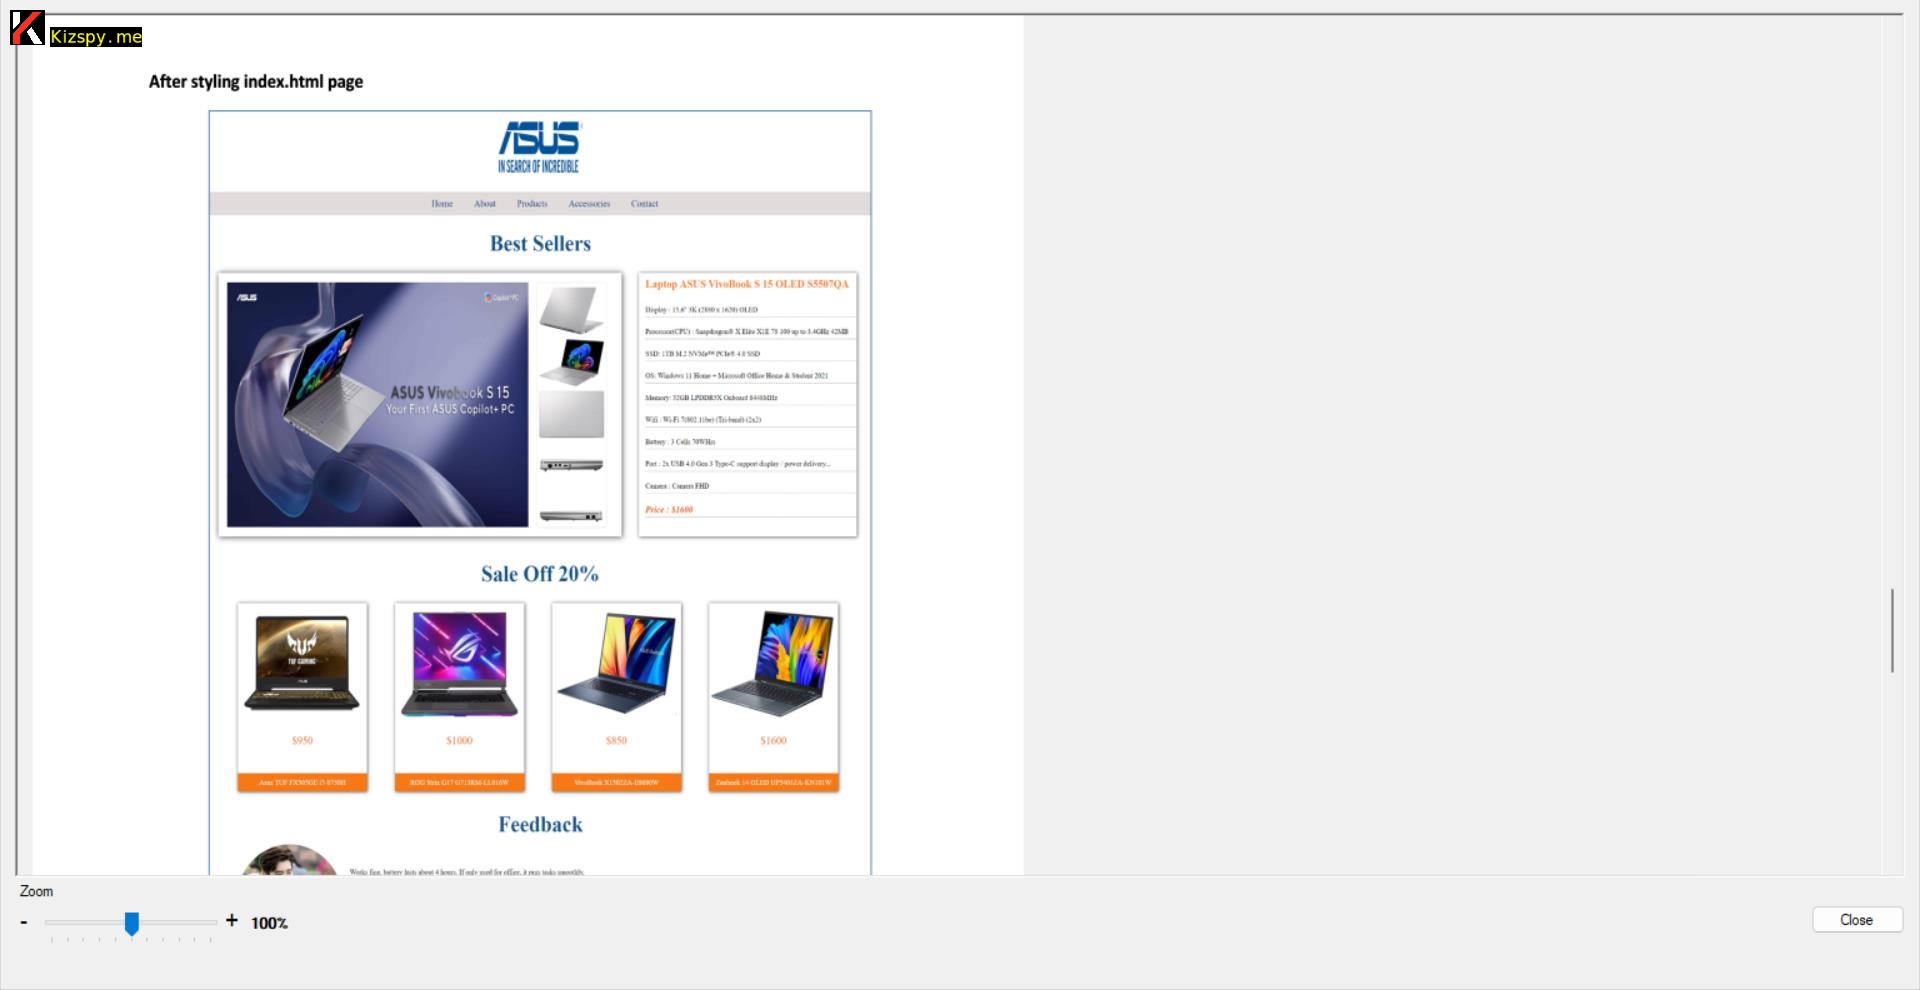 Kizspy.me
After styling index.html page
ASUS
IN SEARCH OF INCREDIBLE
Home About Products Accessories Contact
Best Sellers
ASUS
Copilot+PC
ASUS Vivobook S 15
Your First ASUS Copilot+ PC
Laptop ASUS VivoBook S 15 OLED S5507QA
Display : 15.6" 3K (2880 x 1620) OLED
Processor(CPU) : Snapdragon® X Elite X1E 78 100 up to 3.4GHz 42MB
SSD: 1TB M.2 NVMe™ PCIe® 4.0 SSD
OS: Windows 11 Home + Microsoft Office Home & Student 2021
Memory: 32GB LPDDR5X Onboard 8448MHz
Wifi : Wi-Fi 7(802.11be) (Tri-band) (2x2)
Battery : 3 Cells 70WHrs
Port : 2x USB 4.0 Gen 3 Type-C support display / power delivery...
Camera : Camera FHD
Price : $1600
Sale Off 20%
TUF GAMING
$950
$1000
$850
$1600
Asus TUF FX505GE i7-8750H
ROG Strix G17 G713RM-LL016W
VivoBook X1502ZA-E8690W
Zenbook 14 OLED UP5401ZA-KN101W
Feedback
Works fine, battery lasts about 4 hours. If only used for office, it runs tasks smoothly.
Zoom
- + 100%
Close